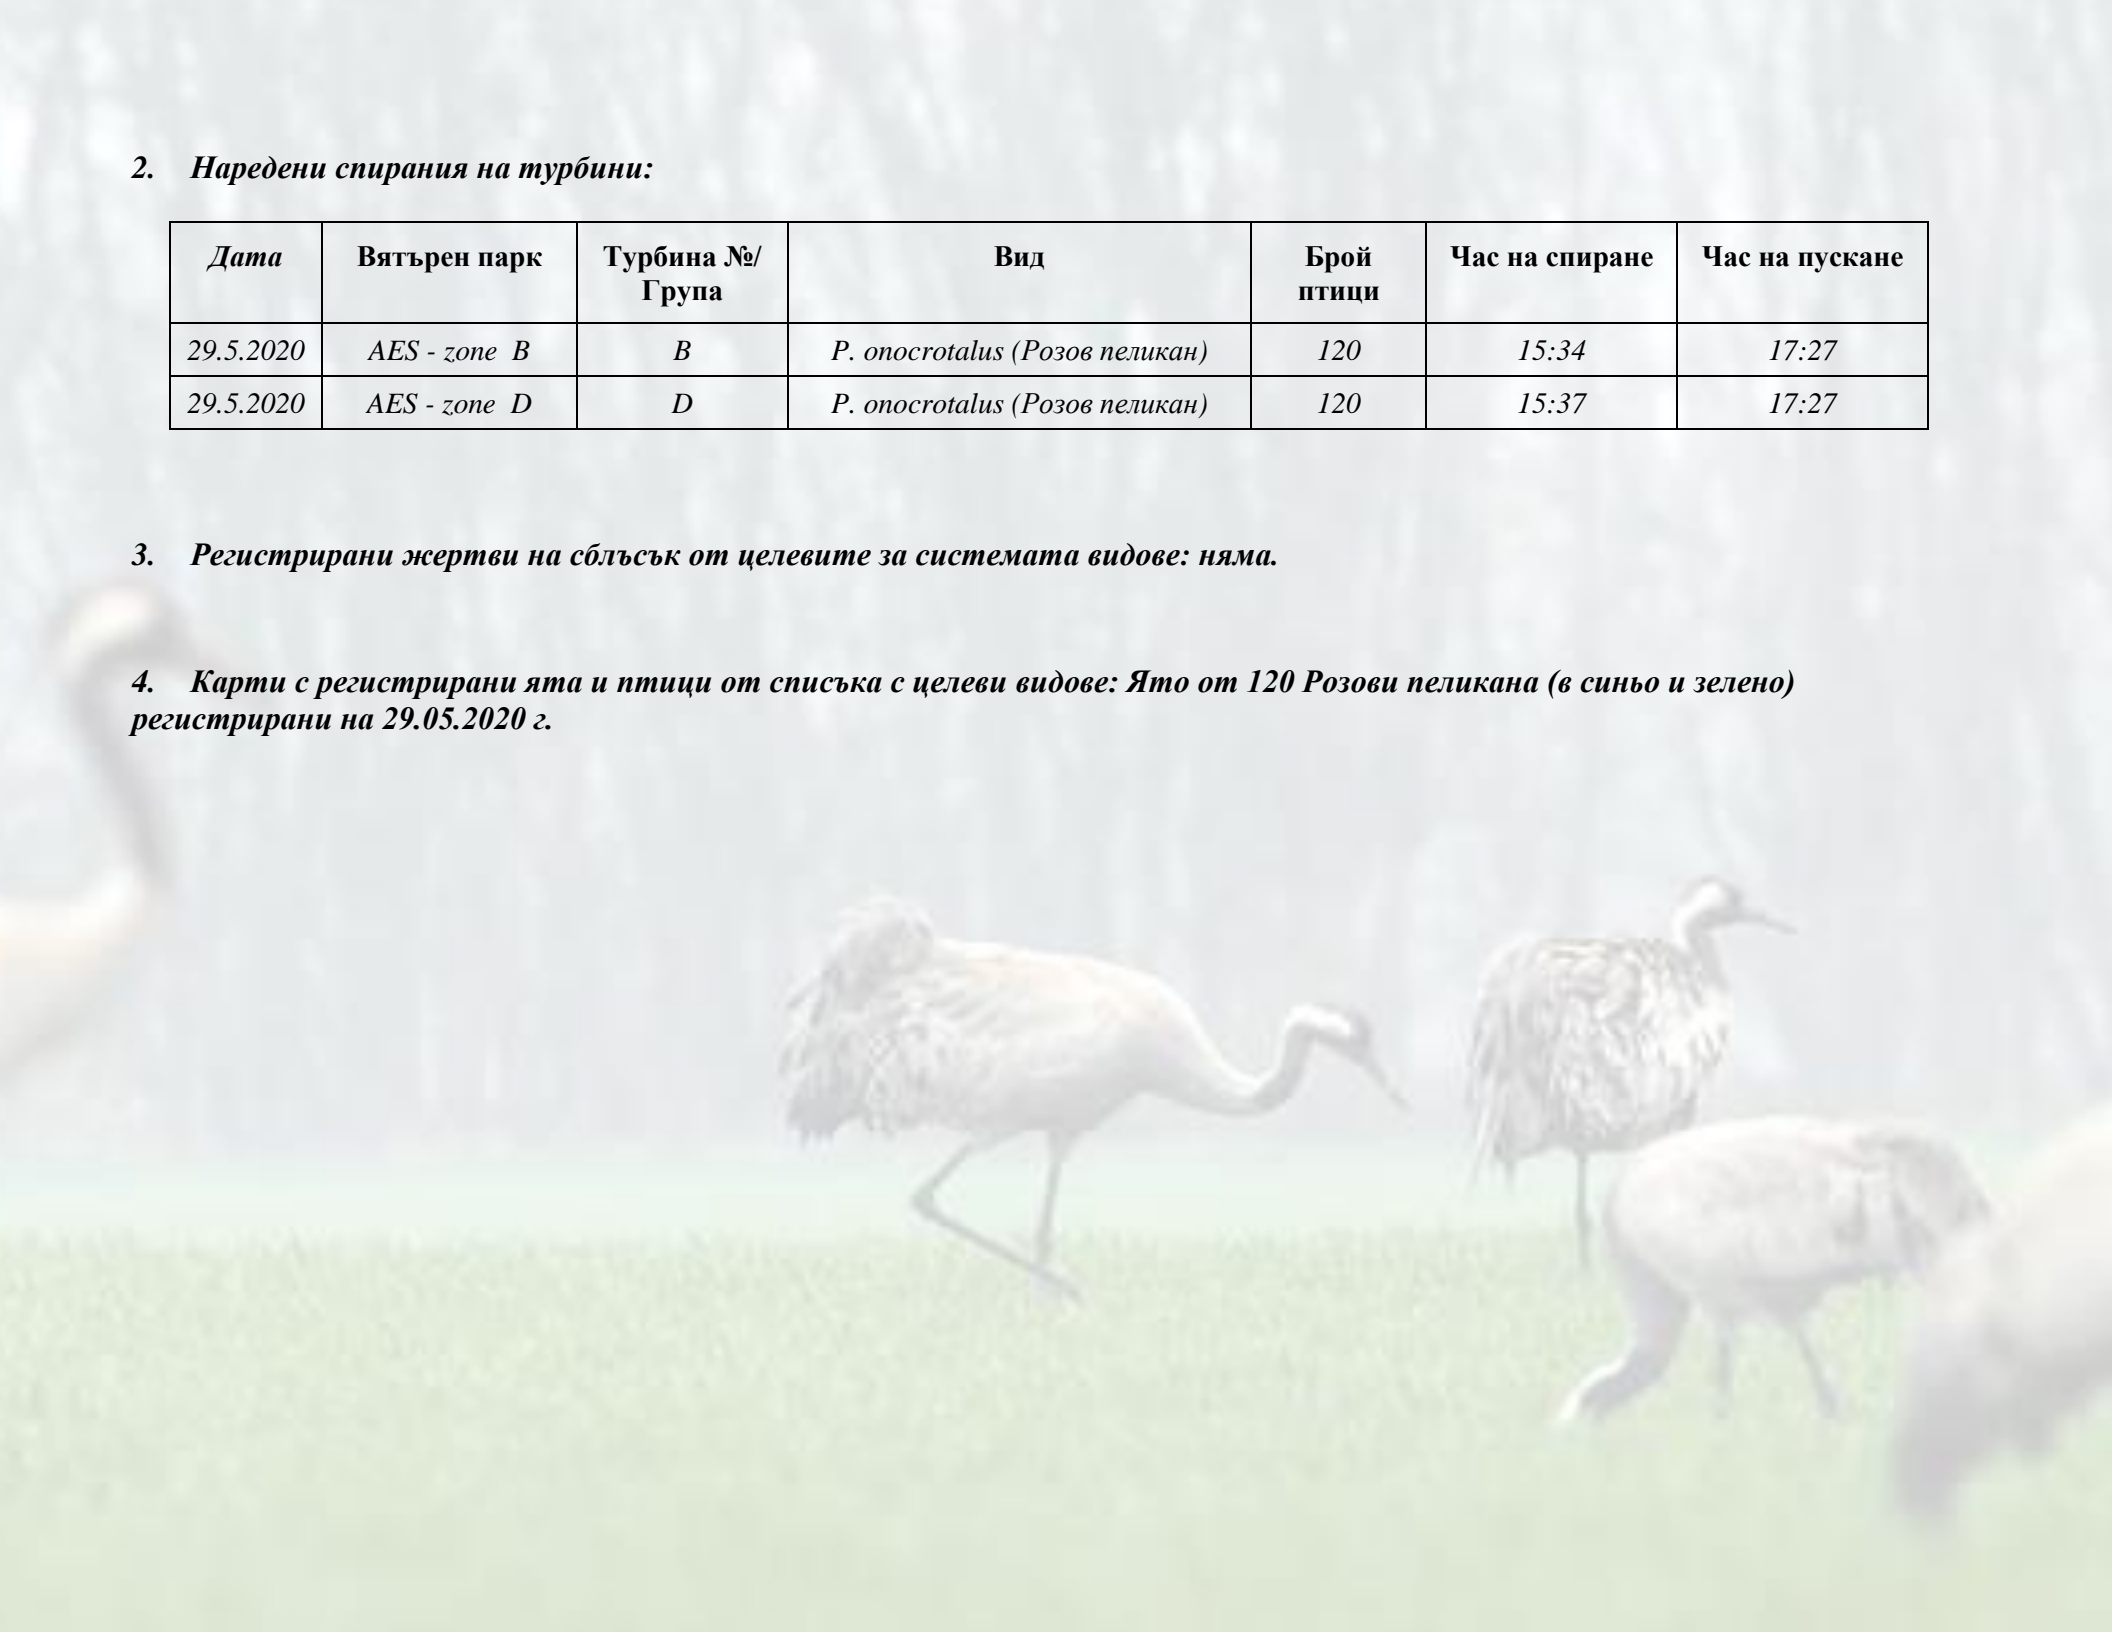 2. Наредени спирания на турбини:
Дата Вятърен парк Турбина №/ Група Вид Брой птици Час на спиране Час на пускане
29.5.2020 AES - zone B B P. onocrotalus (Розов пеликан) 120 15:34 17:27
29.5.2020 AES - zone D D P. onocrotalus (Розов пеликан) 120 15:37 17:27
3. Регистрирани жертви на сблъсък от целевите за системата видове: няма.
4. Карти с регистрирани ята и птици от списъка с целеви видове: Ято от 120 Розови пеликана (в синьо и зелено)
регистрирани на 29.05.2020 г.